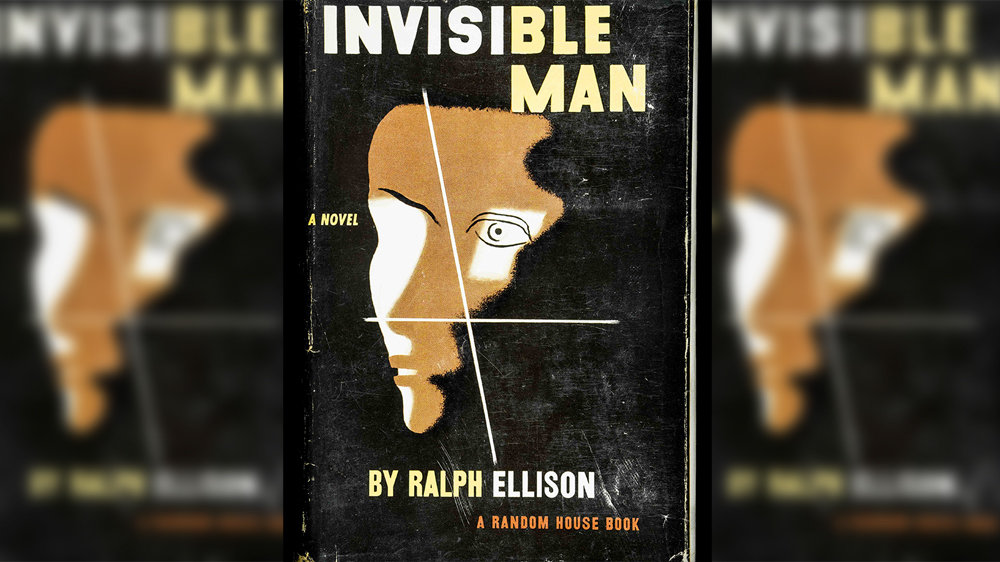 INVISIBLE
MAN
A NOVEL
BY RALPH ELLISON
A RANDOM HOUSE BOOK